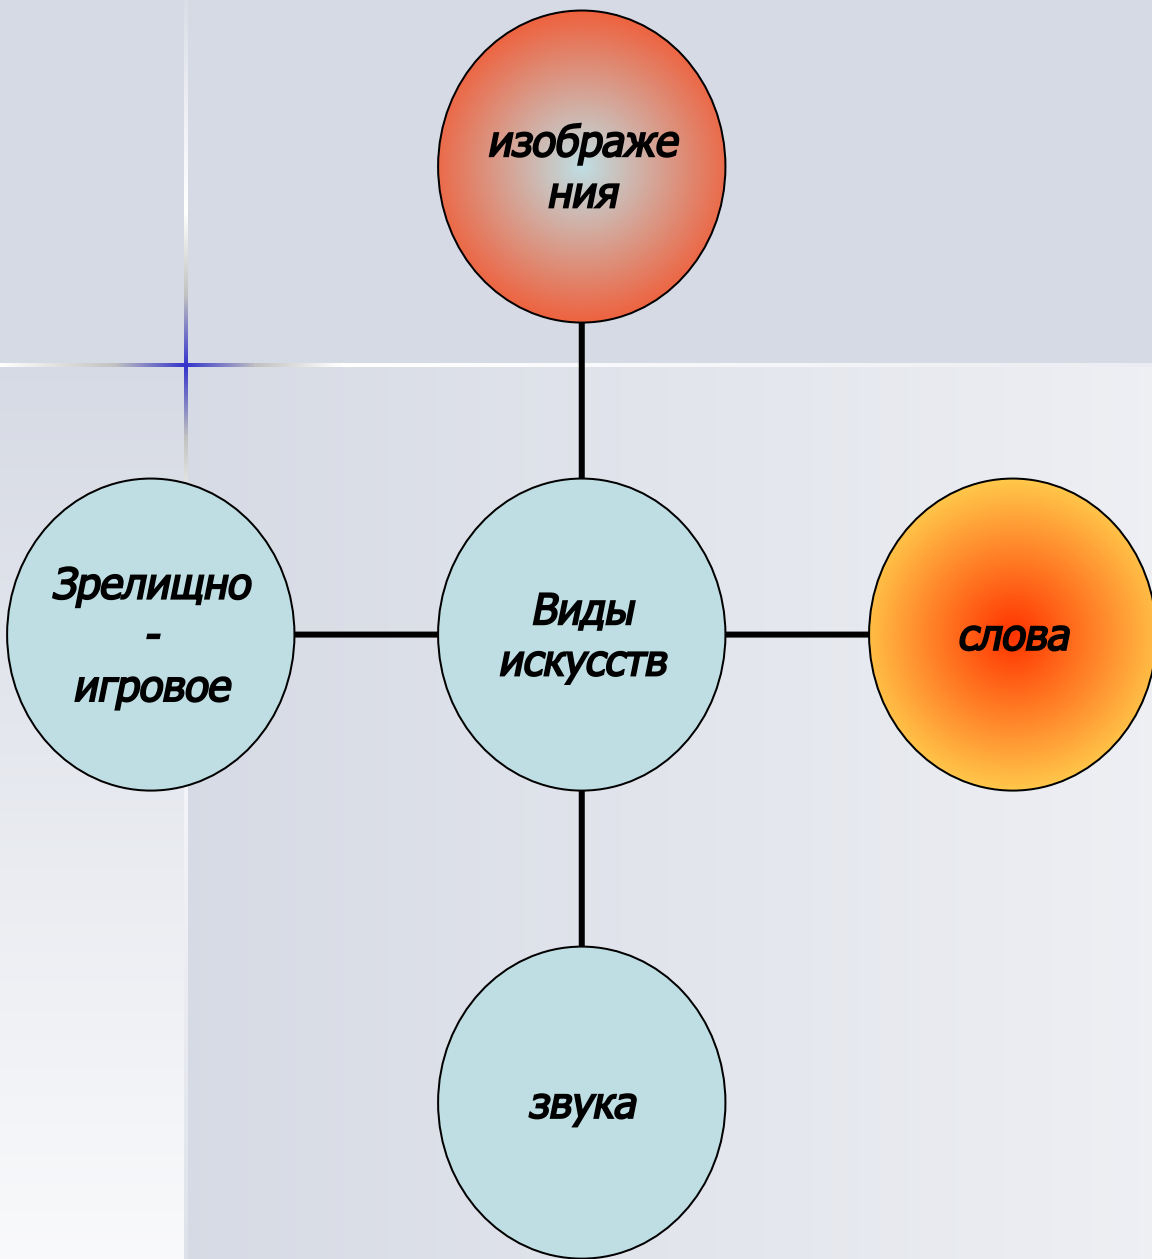 изображе
ния
Зрелищно
-
игровое
Виды
искусств
слова
звука